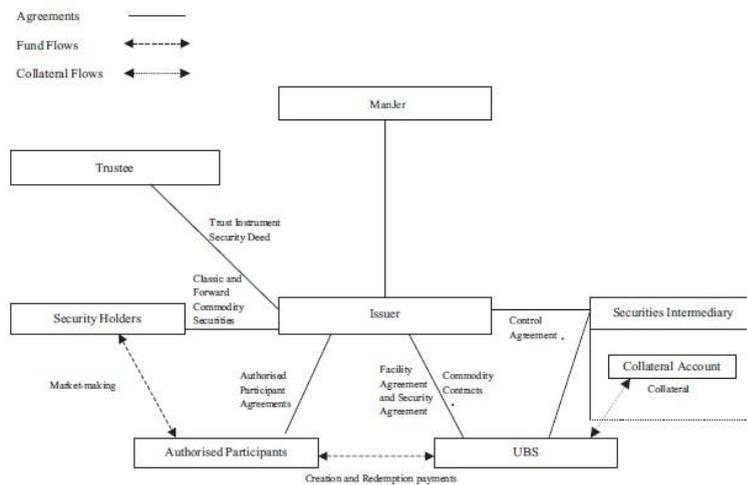 Agreements
Fund Flows
Collateral Flows
ManJer
Trustee
Trust Instrument
Security Deed
Classic and
Forward
Commodity
Securities
Security Holders
Issuer
Securities Intermediary
Control
Agreement
Collateral Account
Collateral
Market-making
Authorised
Participant
Agreements
Facility
Agreement
and Security
Agreement
Commodity
Contracts
Authorised Participants
UBS
Creation and Redemption payments